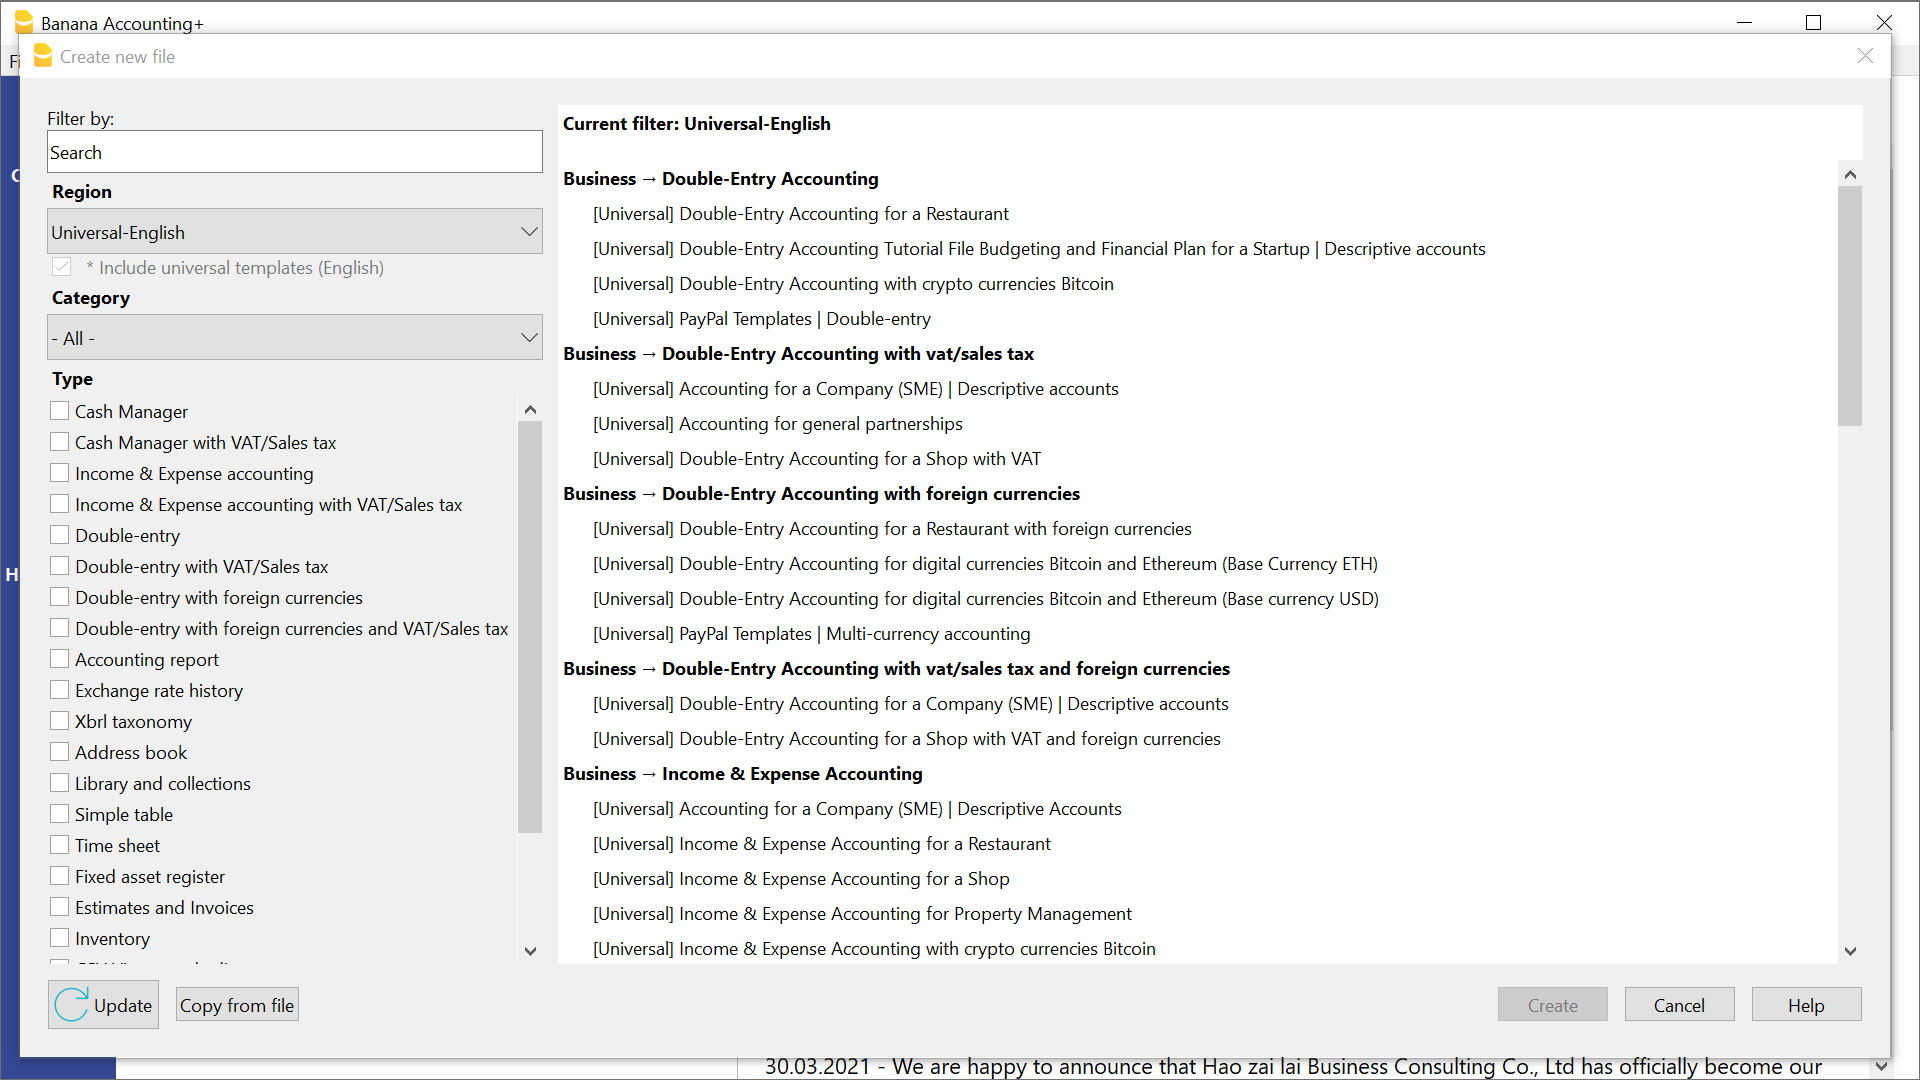 Banana Accounting+
Create new file
Filter by:
Search
Region
Universal-English
* Include universal templates (English)
Category
- All -
Type
Cash Manager
Cash Manager with VAT/Sales tax
Income & Expense accounting
Income & Expense accounting with VAT/Sales tax
Double-entry
Double-entry with VAT/Sales tax
Double-entry with foreign currencies
Double-entry with foreign currencies and VAT/Sales tax
Accounting report
Exchange rate history
Xbrl taxonomy
Address book
Library and collections
Simple table
Time sheet
Fixed asset register
Estimates and Invoices
Inventory
Current filter: Universal-English
Business → Double-Entry Accounting
[Universal] Double-Entry Accounting for a Restaurant
[Universal] Double-Entry Accounting Tutorial File Budgeting and Financial Plan for a Startup | Descriptive accounts
[Universal] Double-Entry Accounting with crypto currencies Bitcoin
[Universal] PayPal Templates | Double-entry
Business → Double-Entry Accounting with vat/sales tax
[Universal] Accounting for a Company (SME) | Descriptive accounts
[Universal] Accounting for general partnerships
[Universal] Double-Entry Accounting for a Shop with VAT
Business → Double-Entry Accounting with foreign currencies
[Universal] Double-Entry Accounting for a Restaurant with foreign currencies
[Universal] Double-Entry Accounting for digital currencies Bitcoin and Ethereum (Base Currency ETH)
[Universal] Double-Entry Accounting for digital currencies Bitcoin and Ethereum (Base currency USD)
[Universal] PayPal Templates | Multi-currency accounting
Business → Double-Entry Accounting with vat/sales tax and foreign currencies
[Universal] Double-Entry Accounting for a Company (SME) | Descriptive accounts
[Universal] Double-Entry Accounting for a Shop with VAT and foreign currencies
Business → Income & Expense Accounting
[Universal] Accounting for a Company (SME) | Descriptive Accounts
[Universal] Income & Expense Accounting for a Restaurant
[Universal] Income & Expense Accounting for a Shop
[Universal] Income & Expense Accounting for Property Management
[Universal] Income & Expense Accounting with crypto currencies Bitcoin
Update
Copy from file
Create
Cancel
Help
30.03.2021 - We are happy to announce that Hao zai lai Business Consulting Co., Ltd has officially become our